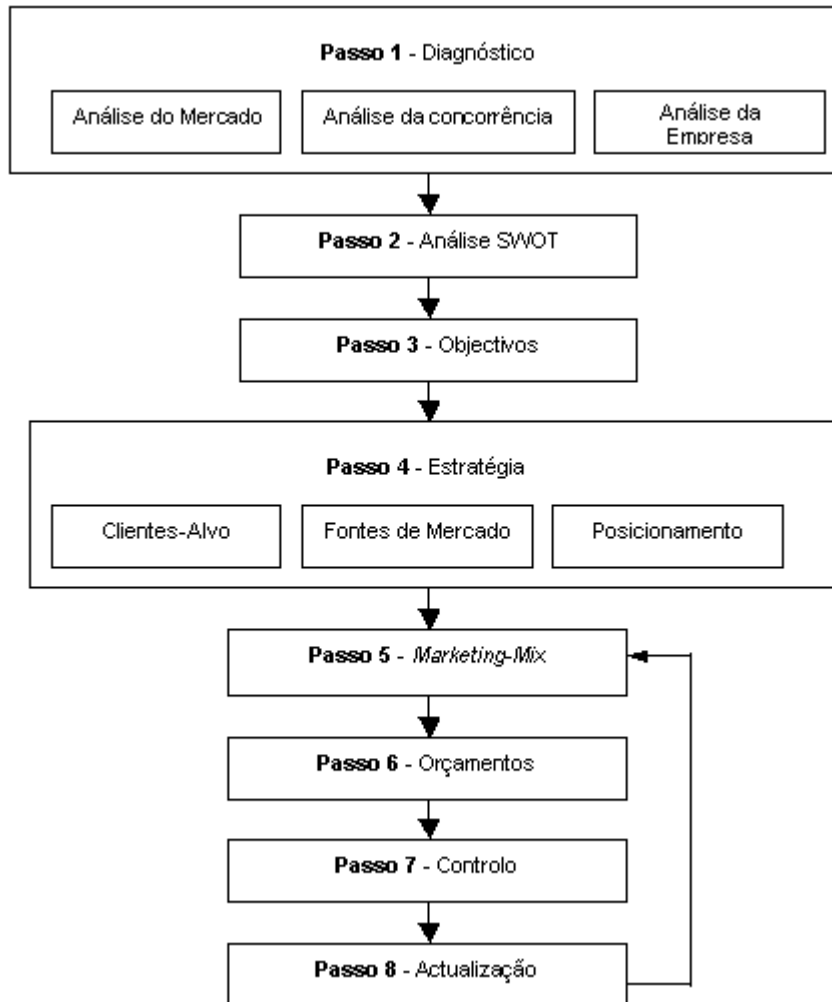 Passo 1 - Diagnóstico
Análise do Mercado
Análise da concorrência
Análise da
Empresa
Passo 2 - Análise SWOT
Passo 3 - Objectivos
Passo 4 - Estratégia
Clientes-Alvo
Fontes de Mercado
Posicionamento
Passo 5 - Marketing-Mix
Passo 6 - Orçamentos
Passo 7 - Controlo
Passo 8 - Actualização